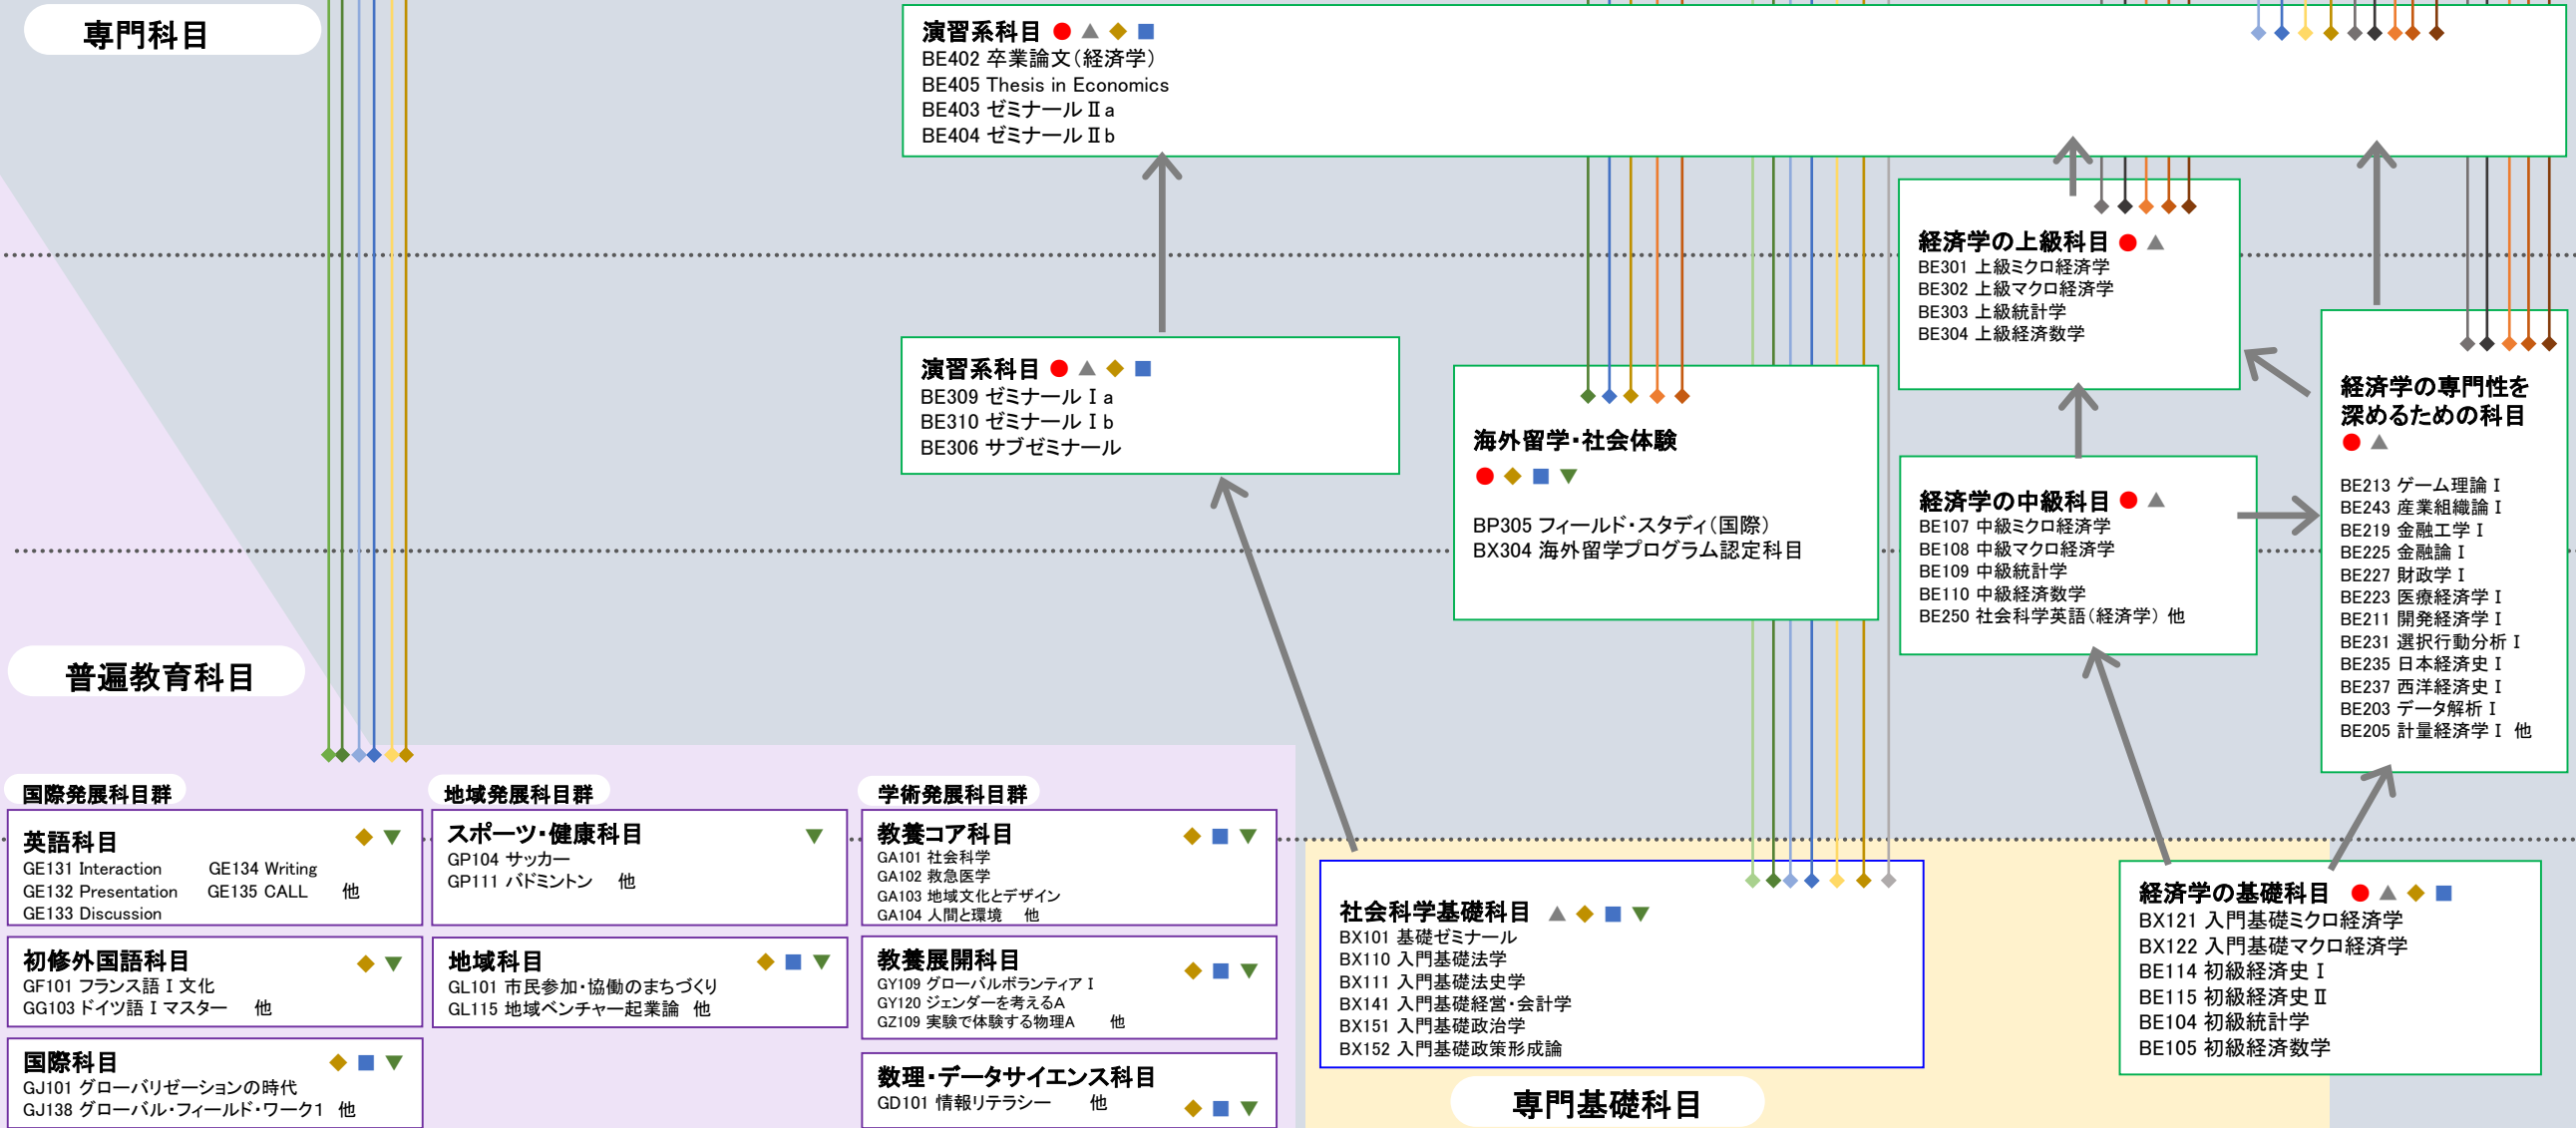 専門科目
演習系科目
BE402 卒業論文（経済学）
BE405 Thesis in Economics
BE403 ゼミナールⅡa
BE404 ゼミナールⅡb
経済学の上級科目
BE301 上級ミクロ経済学
BE302 上級マクロ経済学
BE303 上級統計学
BE304 上級経済数学
演習系科目
BE309 ゼミナールⅠa
BE310 ゼミナールⅠb
BE306 サブゼミナール
海外留学・社会体験
BP305 フィールド・スタディ（国際）
BX304 海外留学プログラム認定科目
経済学の中級科目
BE107 中級ミクロ経済学
BE108 中級マクロ経済学
BE109 中級統計学
BE110 中級経済数学
BE250 社会科学英語（経済学） 他
経済学の専門性を
深めるための科目
BE213 ゲーム理論Ⅰ
BE243 産業組織論Ⅰ
BE219 金融工学Ⅰ
BE225 金融論Ⅰ
BE227 財政学Ⅰ
BE223 医療経済学Ⅰ
BE211 開発経済学Ⅰ
BE231 選択行動分析Ⅰ
BE235 日本経済史Ⅰ
BE237 西洋経済史Ⅰ
BE203 データ解析Ⅰ
BE205 計量経済学Ⅰ 他
普遍教育科目
国際発展科目群
英語科目
GE131 Interaction GE134 Writing
GE132 Presentation GE135 CALL 他
GE133 Discussion
初修外国語科目
GF101 フランス語Ⅰ文化
GG103 ドイツ語Ⅰマスター 他
国際科目
GJ101 グローバリゼーションの時代
GJ138 グローバル・フィールド・ワーク1 他
地域発展科目群
スポーツ・健康科目
GP104 サッカー
GP111 バドミントン 他
地域科目
GL101 市民参加・協働のまちづくり
GL115 地域ベンチャー起業論 他
学術発展科目群
教養コア科目
GA101 社会科学
GA102 救急医学
GA103 地域文化とデザイン
GA104 人間と環境 他
教養展開科目
GY109 グローバルボランティアⅠ
GY120 ジェンダーを考えるA
GZ109 実験で体験する物理A 他
数理・データサイエンス科目
GD101 情報リテラシー 他
社会科学基礎科目
BX101 基礎ゼミナール
BX110 入門基礎法学
BX111 入門基礎法史学
BX141 入門基礎経営・会計学
BX151 入門基礎政治学
BX152 入門基礎政策形成論
経済学の基礎科目
BX121 入門基礎ミクロ経済学
BX122 入門基礎マクロ経済学
BE114 初級経済史Ⅰ
BE115 初級経済史Ⅱ
BE104 初級統計学
BE105 初級経済数学
専門基礎科目